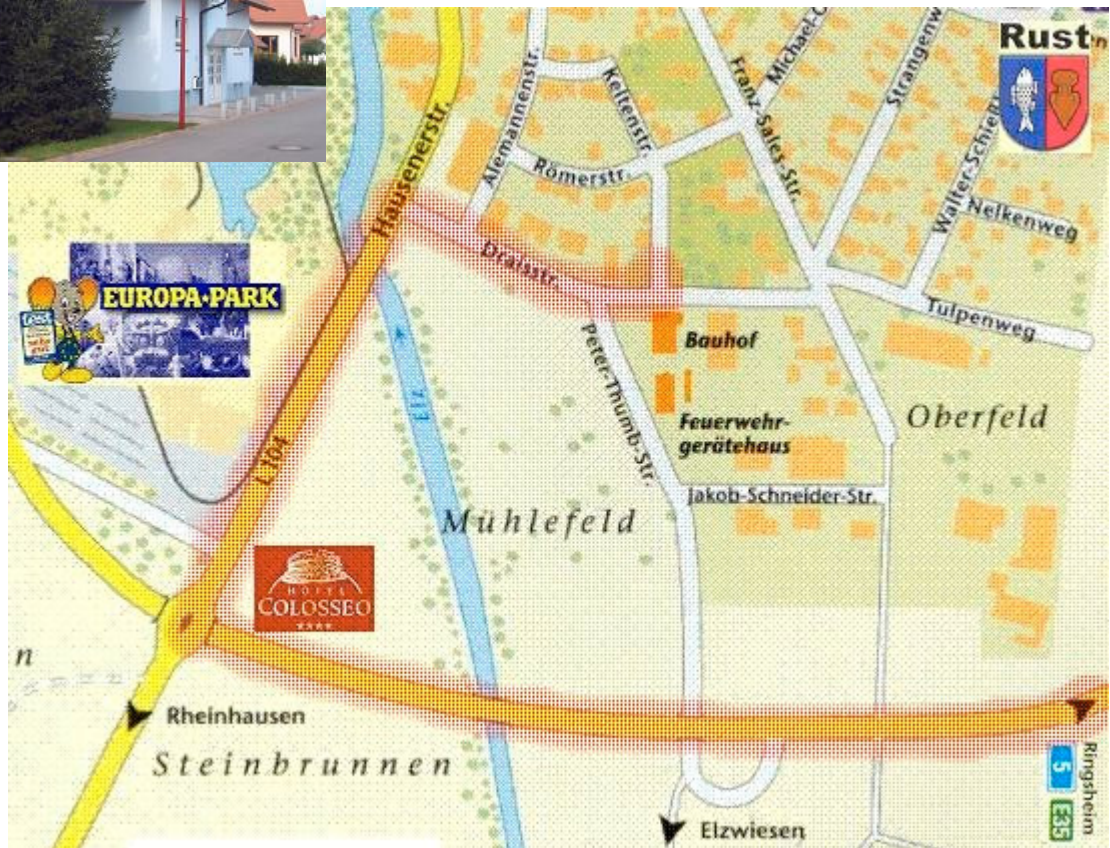 Rust
Hausenerstr.
Alemannenstr.
Keltenstr.
Römerstr.
Franz-Sales-Str.
Strangenw
Walter-Schieß
Nelkenweg
Tulpenweg
Draisstr.
EUROPA-PARK
Bauhof
Feuerwehr-
gerätehaus
Peter-Thumb-Str.
Jakob-Schneider-Str.
Oberfeld
Elz
Mühlefeld
L 104
HOTEL
COLOSSEO
n
Rheinhausen
Steinbrunnen
Elzwiesen
Ringsheim
5
E35